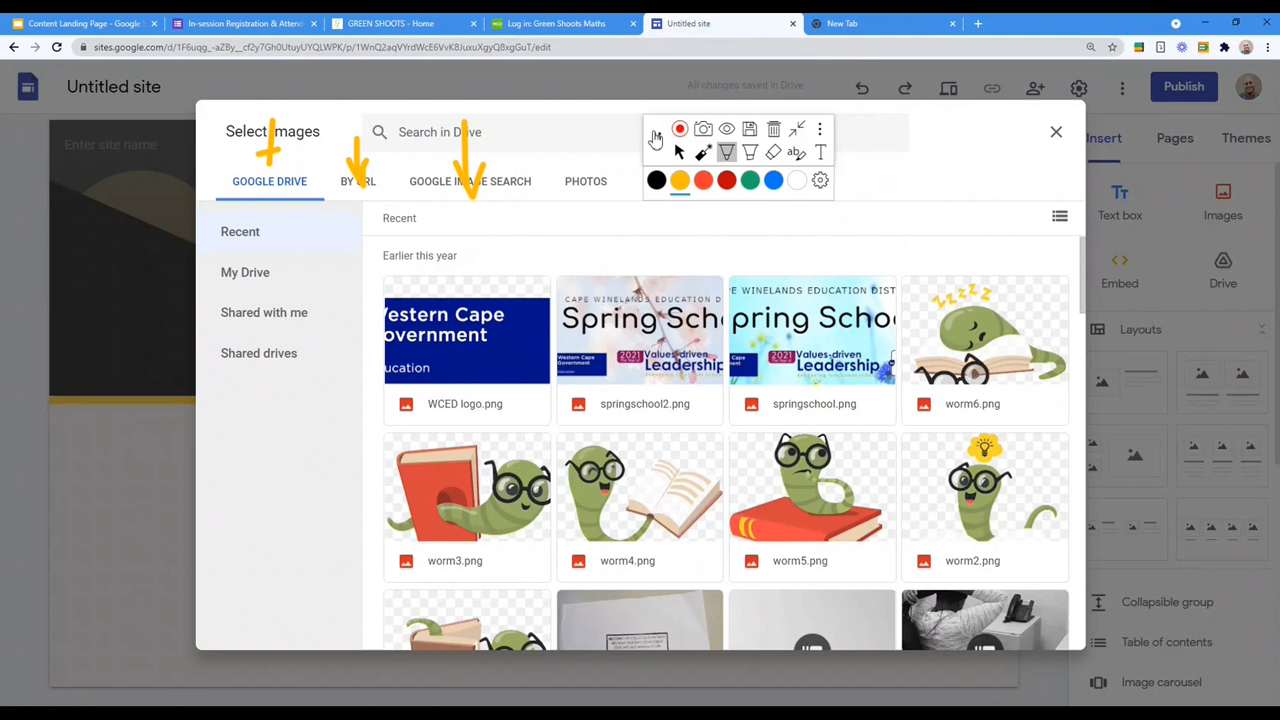 Content Landing Page - Google
In-session Registration & Attend
GREEN SHOOTS - Home
Log in: Green Shoots Maths
Untitled site
New Tab
sites.google.com/d/1F6uqg_-aZ8y__cf2y7Gh0UtuyUYQLWPK/p/1WnQ2aqVYrdWcE6VvK8JuxuXgyQ8xgGuT/edit
Untitled site
All changes saved in Drive
Publish
Enter site name
Select images
Search in Drive
GOOGLE DRIVE
BY URL
GOOGLE IMAGE SEARCH
PHOTOS
Insert
Pages
Themes
Recent
My Drive
Shared with me
Shared drives
Recent
Earlier this year
Western Cape
Government
ucation
CAPE WINELANDS EDUCATION D
Spring Scho
Western Cape
Government
2021
Values-driven
Leadership
PE WINELANDS EDUCATION DIST
pring Schoo
2021
Values-driven
Leadership
WCED logo.png
springschool2.png
springschool.png
zzzzz
worm6.png
worm3.png
worm4.png
worm5.png
worm2.png
Text box
Images
Embed
Drive
Layouts
Collapsible group
Table of contents
Image carousel